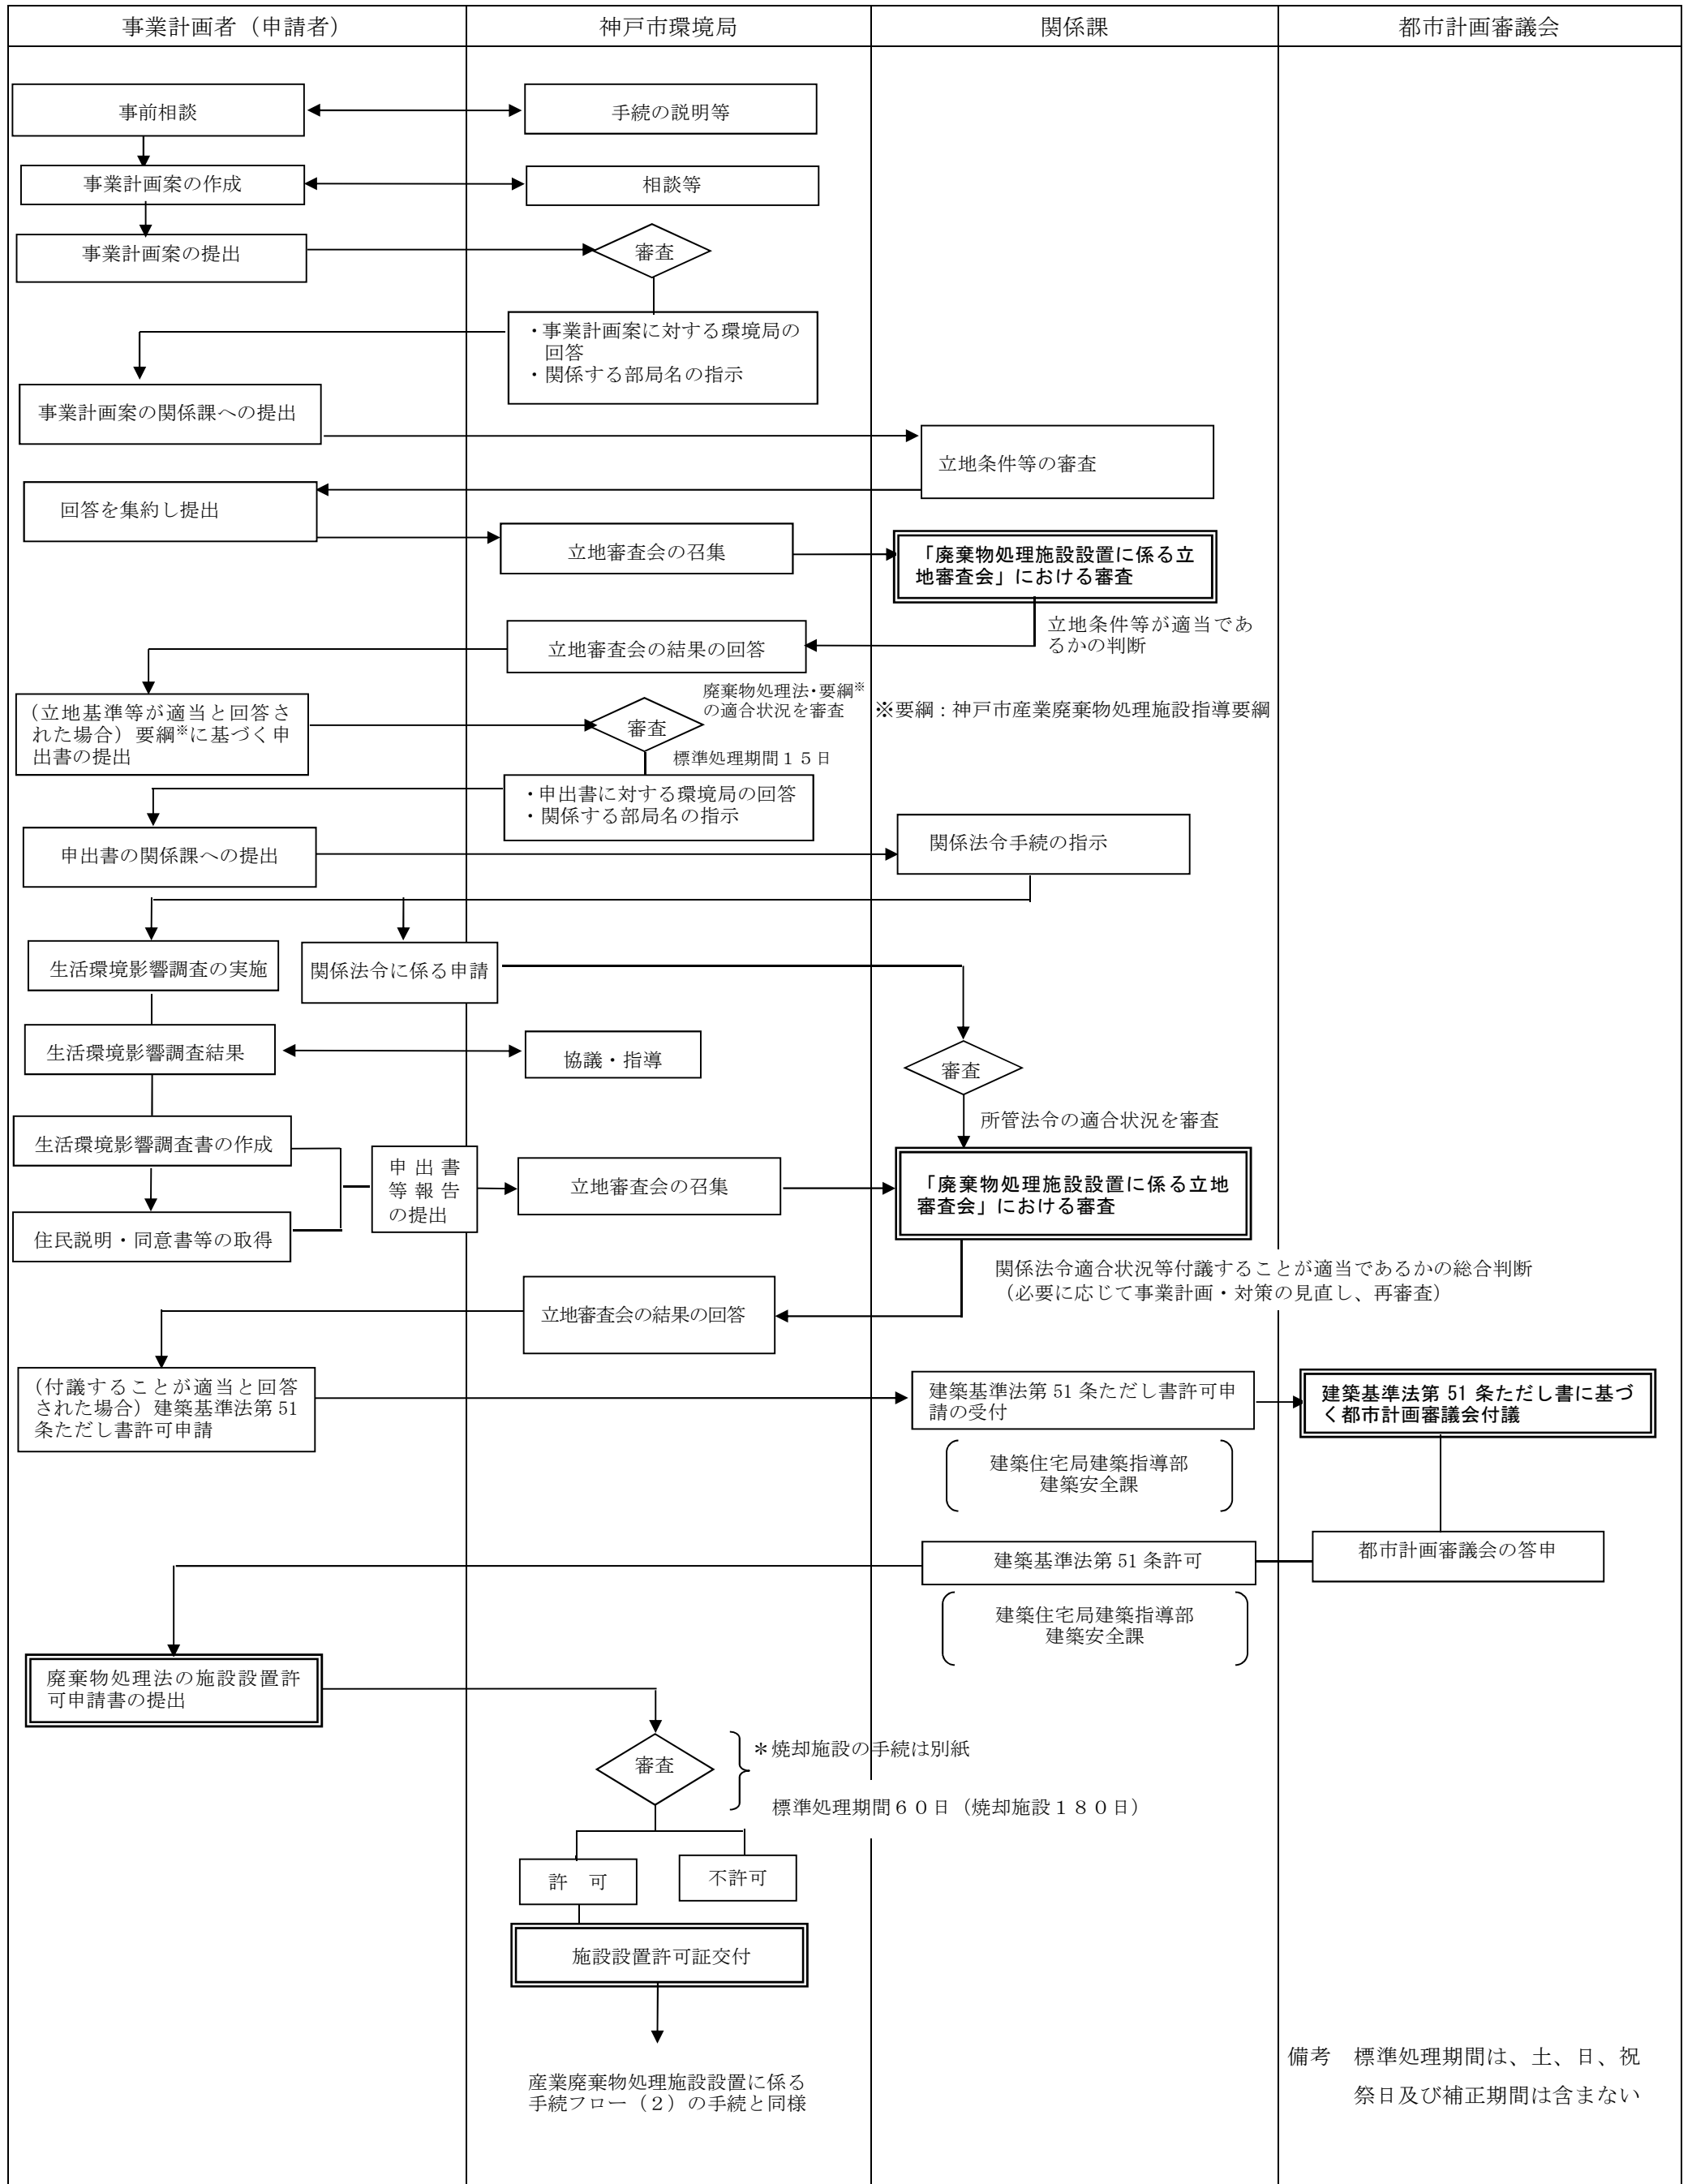 事業計画者（申請者）
神戸市環境局
関係課
都市計画審議会
事前相談
手続の説明等
事業計画案の作成
相談等
事業計画案の提出
審査
・事業計画案に対する環境局の
回答
・関係する部局名の指示
事業計画案の関係課への提出
立地条件等の審査
回答を集約し提出
立地審査会の召集
「廃棄物処理施設設置に係る立
地審査会」における審査
立地条件等が適当であ
るかの判断
立地審査会の結果の回答
（立地基準等が適当と回答さ
れた場合）要綱※に基づく申
出書の提出
審査
廃棄物処理法・要綱※
の適合状況を審査
※要綱：神戸市産業廃棄物処理施設指導要綱
標準処理期間１５日
・申出書に対する環境局の回答
・関係する部局名の指示
申出書の関係課への提出
関係法令手続の指示
生活環境影響調査の実施
関係法令に係る申請
生活環境影響調査結果
協議・指導
審査
所管法令の適合状況を審査
生活環境影響調査書の作成
申出書
等報告
の提出
立地審査会の召集
「廃棄物処理施設設置に係る立地
審査会」における審査
住民説明・同意書等の取得
関係法令適合状況等付議することが適当であるかの総合判断
（必要に応じて事業計画・対策の見直し、再審査）
立地審査会の結果の回答
（付議することが適当と回答
された場合）建築基準法第 51
条ただし書許可申請
建築基準法第 51 条ただし書許可申
請の受付
建築基準法第 51 条ただし書に基づ
く都市計画審議会付議
建築住宅局建築指導部
建築安全課
都市計画審議会の答申
建築基準法第 51 条許可
建築住宅局建築指導部
建築安全課
廃棄物処理法の施設設置許
可申請書の提出
審査
＊焼却施設の手続は別紙
標準処理期間６０日（焼却施設１８０日）
許　可
不許可
施設設置許可証交付
産業廃棄物処理施設設置に係る
手続フロー（２）の手続と同様
備考　標準処理期間は、土、日、祝
祭日及び補正期間は含まない